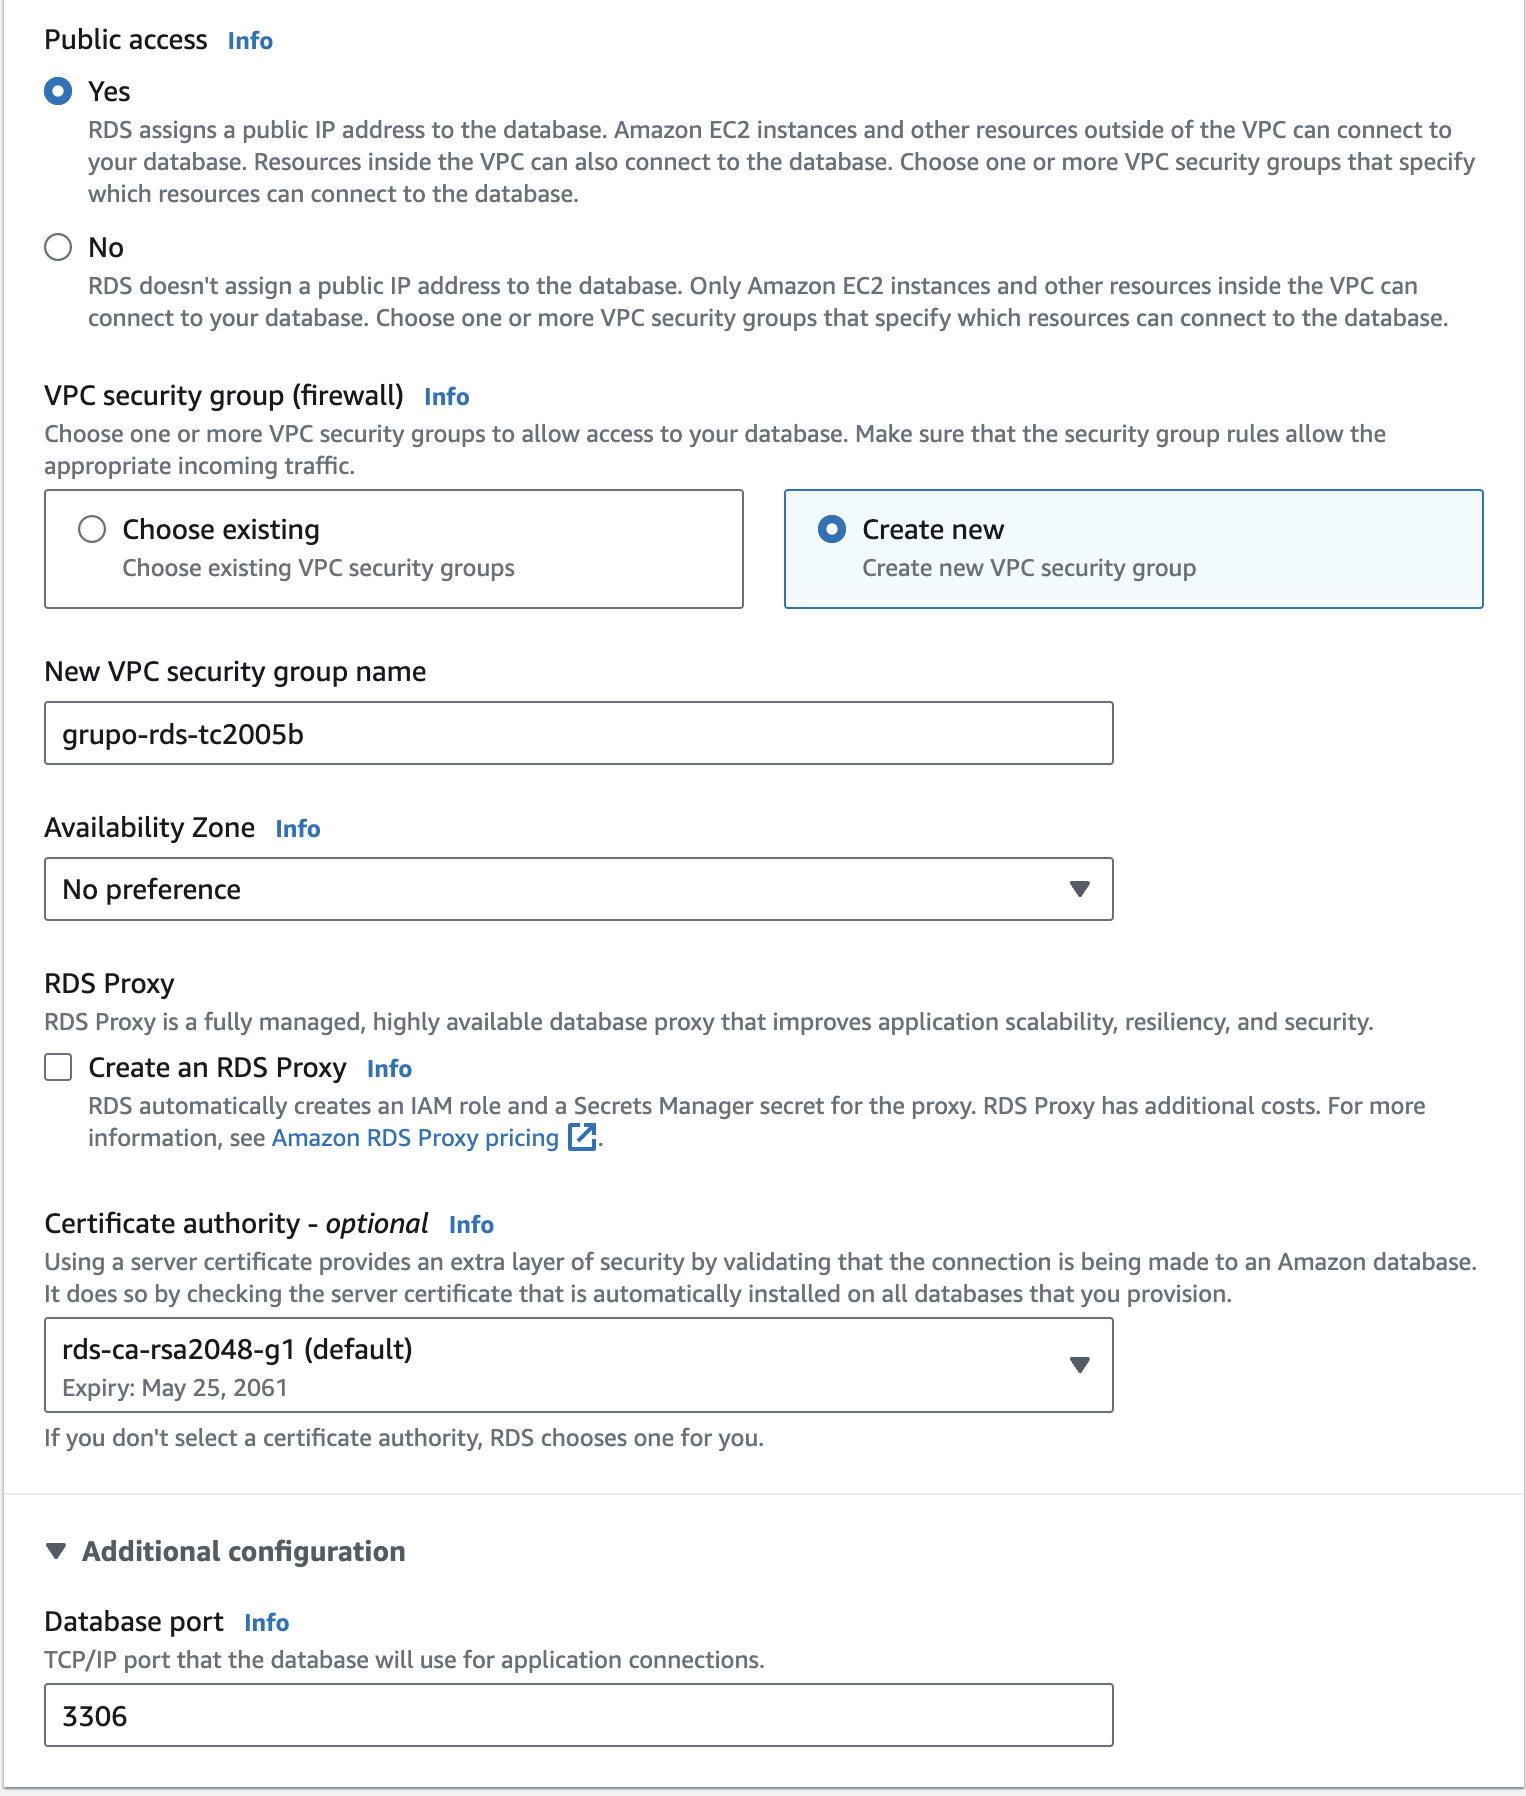 Public access Info
Yes
RDS assigns a public IP address to the database. Amazon EC2 instances and other resources outside of the VPC can connect to
your database. Resources inside the VPC can also connect to the database. Choose one or more VPC security groups that specify
which resources can connect to the database.
No
RDS doesn't assign a public IP address to the database. Only Amazon EC2 instances and other resources inside the VPC can
connect to your database. Choose one or more VPC security groups that specify which resources can connect to the database.
VPC security group (firewall) Info
Choose one or more VPC security groups to allow access to your database. Make sure that the security group rules allow the
appropriate incoming traffic.
Choose existing
Choose existing VPC security groups
Create new
Create new VPC security group
New VPC security group name
grupo-rds-tc2005b
Availability Zone Info
No preference
RDS Proxy
RDS Proxy is a fully managed, highly available database proxy that improves application scalability, resiliency, and security.
Create an RDS Proxy Info
RDS automatically creates an IAM role and a Secrets Manager secret for the proxy. RDS Proxy has additional costs. For more
information, see Amazon RDS Proxy pricing .
Certificate authority - optional Info
Using a server certificate provides an extra layer of security by validating that the connection is being made to an Amazon database.
It does so by checking the server certificate that is automatically installed on all databases that you provision.
rds-ca-rsa2048-g1 (default)
Expiry: May 25, 2061
If you don't select a certificate authority, RDS chooses one for you.
Additional configuration
Database port Info
TCP/IP port that the database will use for application connections.
3306